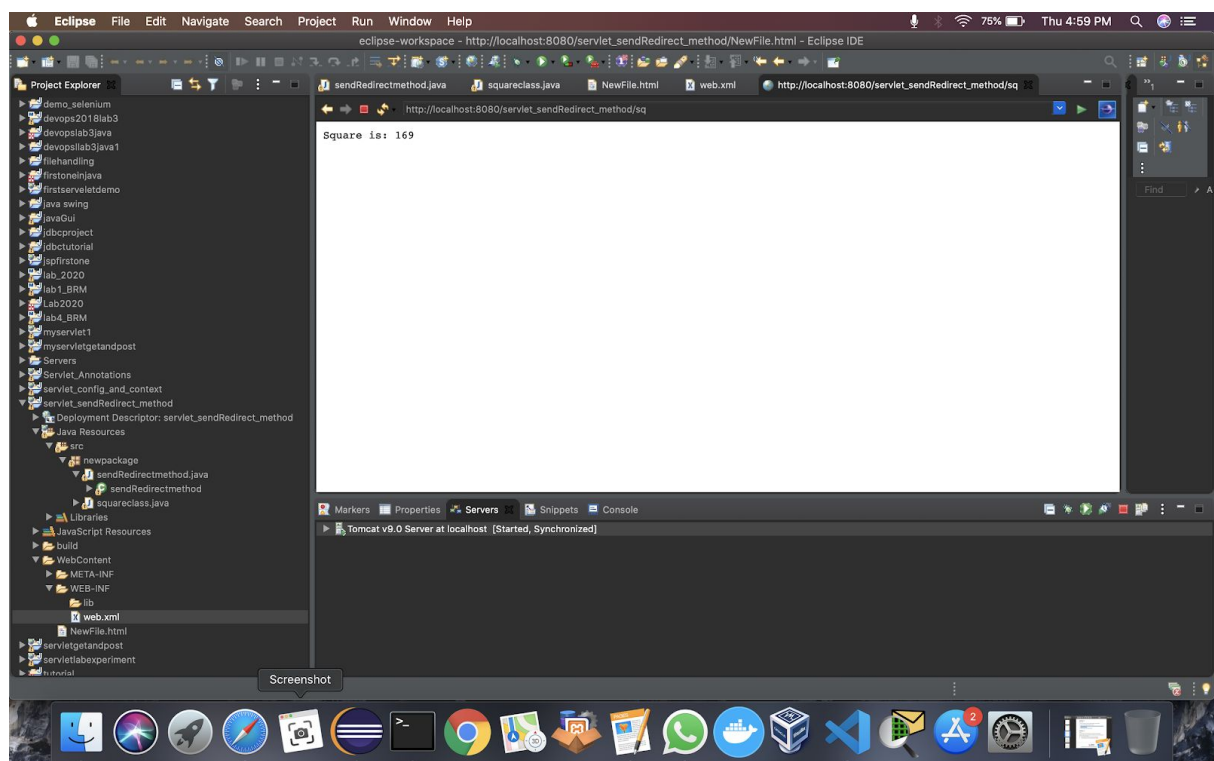 Eclipse File Edit Navigate Search Project Run Window Help 75% Thu 4:59 PM
eclipse-workspace - http://localhost:8080/servlet_sendRedirect_method/NewFile.html - Eclipse IDE
Project Explorer
sendRedirectmethod.java squareclass.java NewFile.html web.xml http://localhost:8080/servlet_sendRedirect_method/sq
http://localhost:8080/servlet_sendRedirect_method/sq
Square is: 169
Find A
demo_selenium
devops2018lab3
devopslab3java
devopsllab3java1
filehandling
firstoneinjava
firstserveletdemo
java swing
javaGui
jdbcproject
jdbctutorial
jspfirstone
lab_2020
lab1_BRM
Lab2020
lab4_BRM
myservlet1
myservletgetandpost
Servers
Servlet_Annotations
servlet_config_and_context
servlet_sendRedirect_method
Deployment Descriptor: servlet_sendRedirect_method
Java Resources
src
newpackage
sendRedirectmethod.java
sendRedirectmethod
squareclass.java
Libraries
JavaScript Resources
build
WebContent
META-INF
WEB-INF
lib
web.xml
NewFile.html
servletgetandpost
servletlabexperiment
tutorial
Markers Properties Servers Snippets Console
Tomcat v9.0 Server at localhost [Started, Synchronized]
Screenshot
2